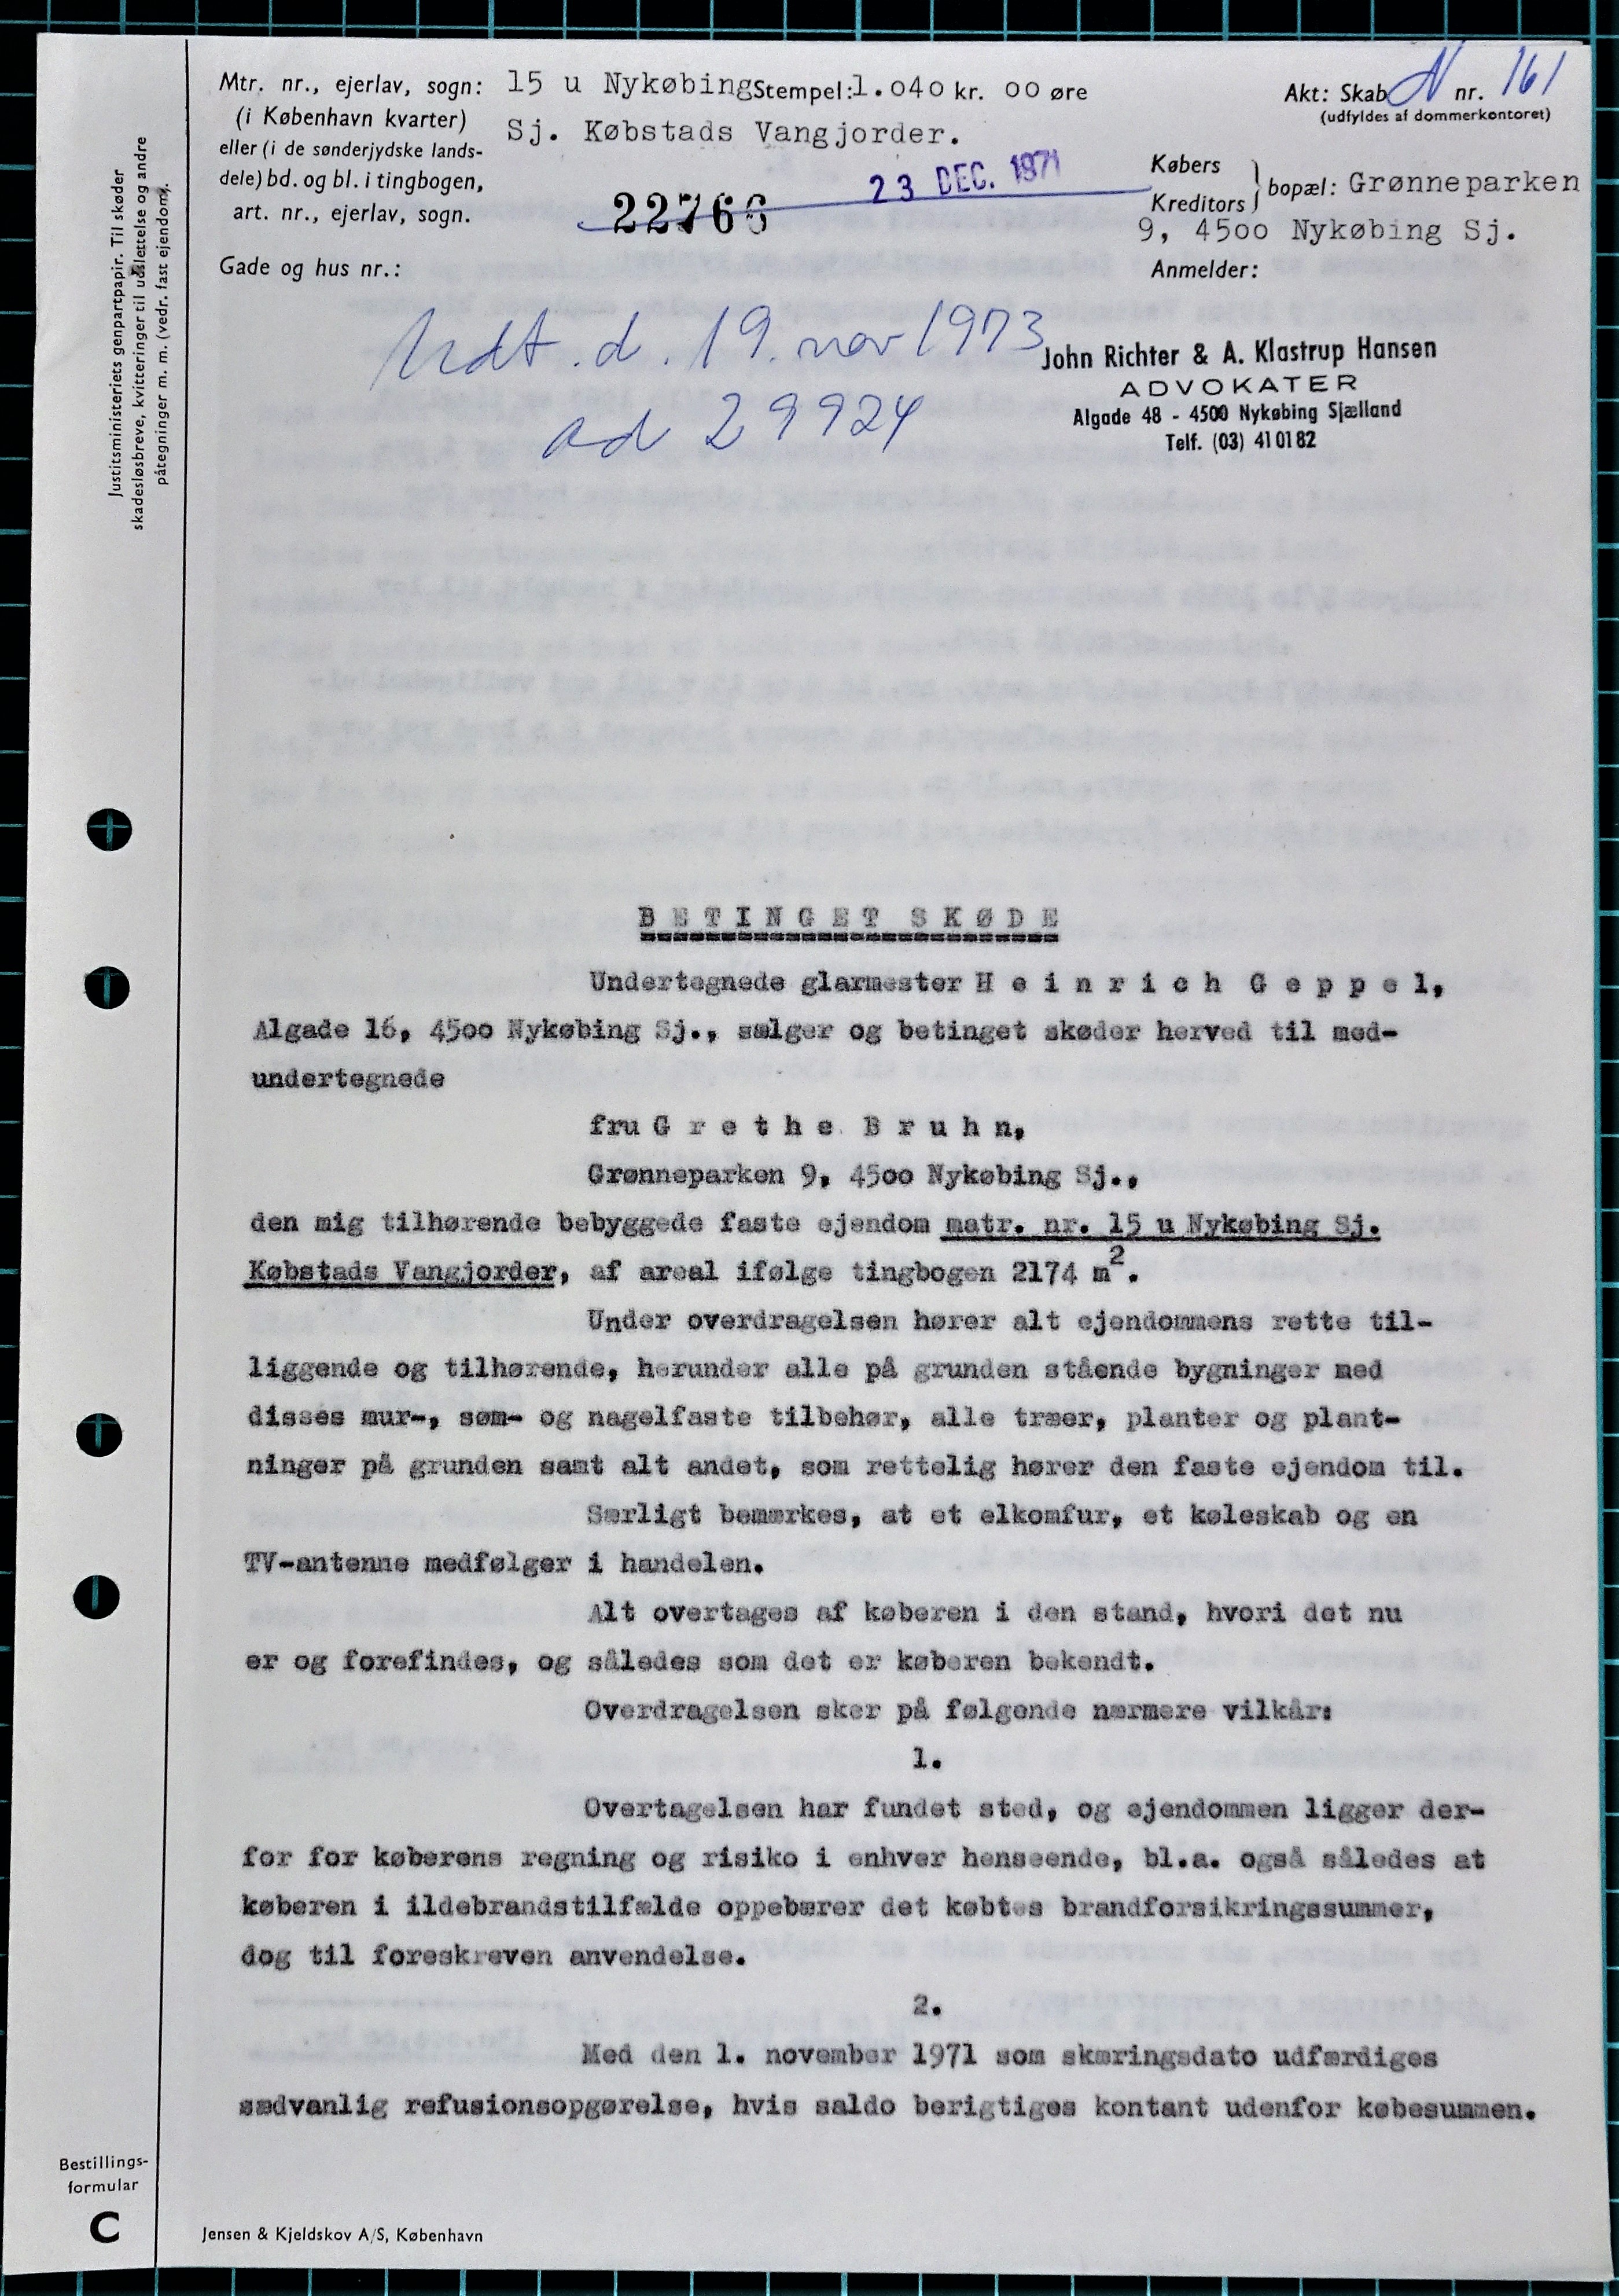 Mtr. nr., ejerlav, sogn: 15 u Nykøbing Stempel: 1.040 kr. 00 øre
(i København kvarter) Sj. Købstads Vangjorder.
eller (i de sønderjydske lands-
dele) bd. og bl. i tingbogen,
art. nr., ejerlav, sogn.
Gade og hus nr.:
22766
23 DEC. 1971
Akt: Skab N nr. 161
(udfyldes af dommerkontoret)
Købers
Kreditors } bopæl: Grønneparken
9, 4500 Nykøbing Sj.
Anmelder:
Udt. d. 19. nov 1973
ad 29924
John Richter & A. Klastrup Hansen
ADVOKATER
Algade 48 - 4500 Nykøbing Sjælland
Telf. (03) 41 01 82
Justitsministeriets genpartpapir. Til skøder
skadesløsbreve, kvitteringer til udslettelse og andre
påtegninger m. m. (vedr. fast ejendom).
BETINGET SKØDE
Undertegnede glarmester Heinrich Geppel,
Algade 16, 4500 Nykøbing Sj., sælger og betinget skøder herved til med-
undertegnede
fru Grethe Bruhn,
Grønneparken 9, 4500 Nykøbing Sj.,
den mig tilhørende bebyggede faste ejendom matr. nr. 15 u Nykøbing Sj.
Købstads Vangjorder, af areal ifølge tingbogen 2174 m².
Under overdragelsen hører alt ejendommens rette til-
liggende og tilhørende, herunder alle på grunden stående bygninger med
disses mur-, søm- og nagelfaste tilbehør, alle træer, planter og plant-
ninger på grunden samt alt andet, som rettelig hører den faste ejendom til.
Særligt bemærkes, at et elkomfur, et køleskab og en
TV-antenne medfølger i handelen.
Alt overtages af køberen i den stand, hvori det nu
er og forefindes, og således som det er køberen bekendt.
Overdragelsen sker på følgende nærmere vilkår:
1.
Overtagelsen har fundet sted, og ejendommen ligger der-
for for køberens regning og risiko i enhver henseende, bl.a. også således at
køberen i ildebrandstilfælde oppebærer det købtes brandforsikringssummer,
dog til foreskreven anvendelse.
2.
Med den 1. november 1971 som skæringsdato udfærdiges
sædvanlig refusionsopgørelse, hvis saldo berigtiges kontant udenfor købesummen.
Bestillings-
formular
C
Jensen & Kjeldskov A/S, København